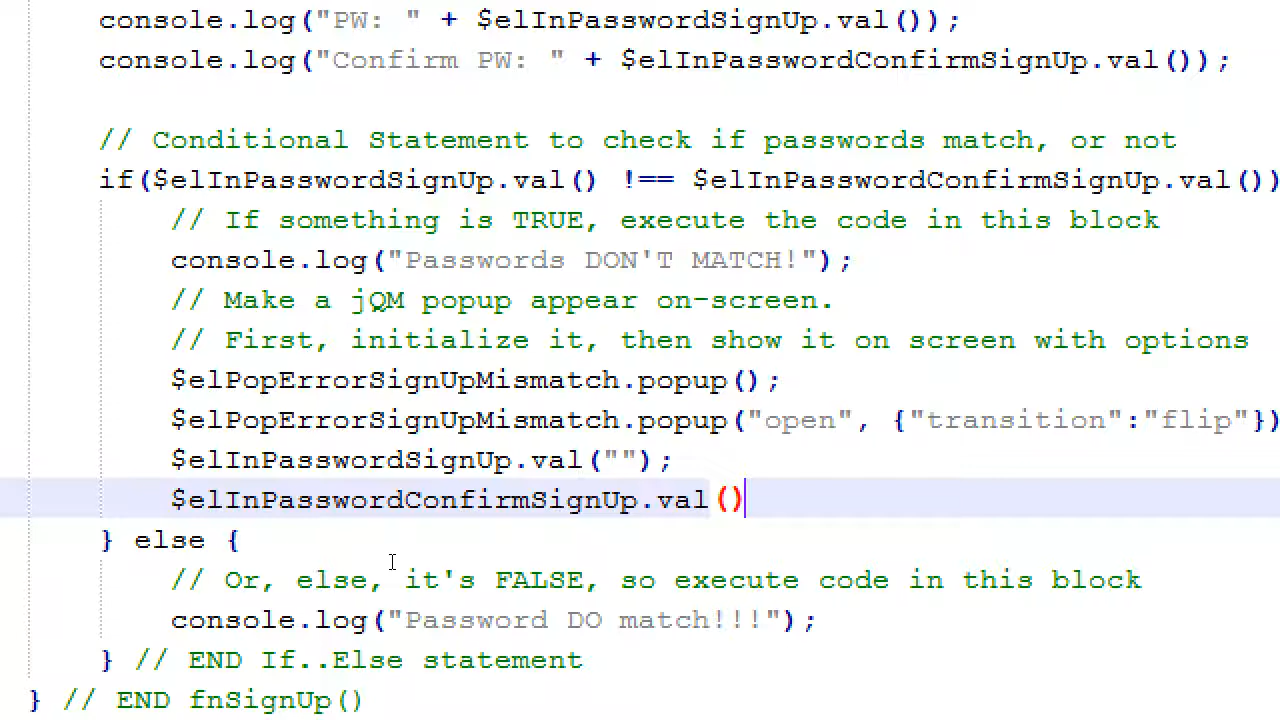 console.log("PW: " + $elInPasswordSignUp.val());
console.log("Confirm PW: " + $elInPasswordConfirmSignUp.val());
// Conditional Statement to check if passwords match, or not
if($elInPasswordSignUp.val() !== $elInPasswordConfirmSignUp.val())
// If something is TRUE, execute the code in this block
console.log("Passwords DON'T MATCH!");
// Make a jQM popup appear on-screen.
// First, initialize it, then show it on screen with options
$elPopErrorSignUpMismatch.popup();
$elPopErrorSignUpMismatch.popup("open", {"transition":"flip"})
$elInPasswordSignUp.val("");
$elInPasswordConfirmSignUp.val()
} else {
// Or, else, it's FALSE, so execute code in this block
console.log("Password DO match!!!");
} // END If..Else statement
} // END fnSignUp()